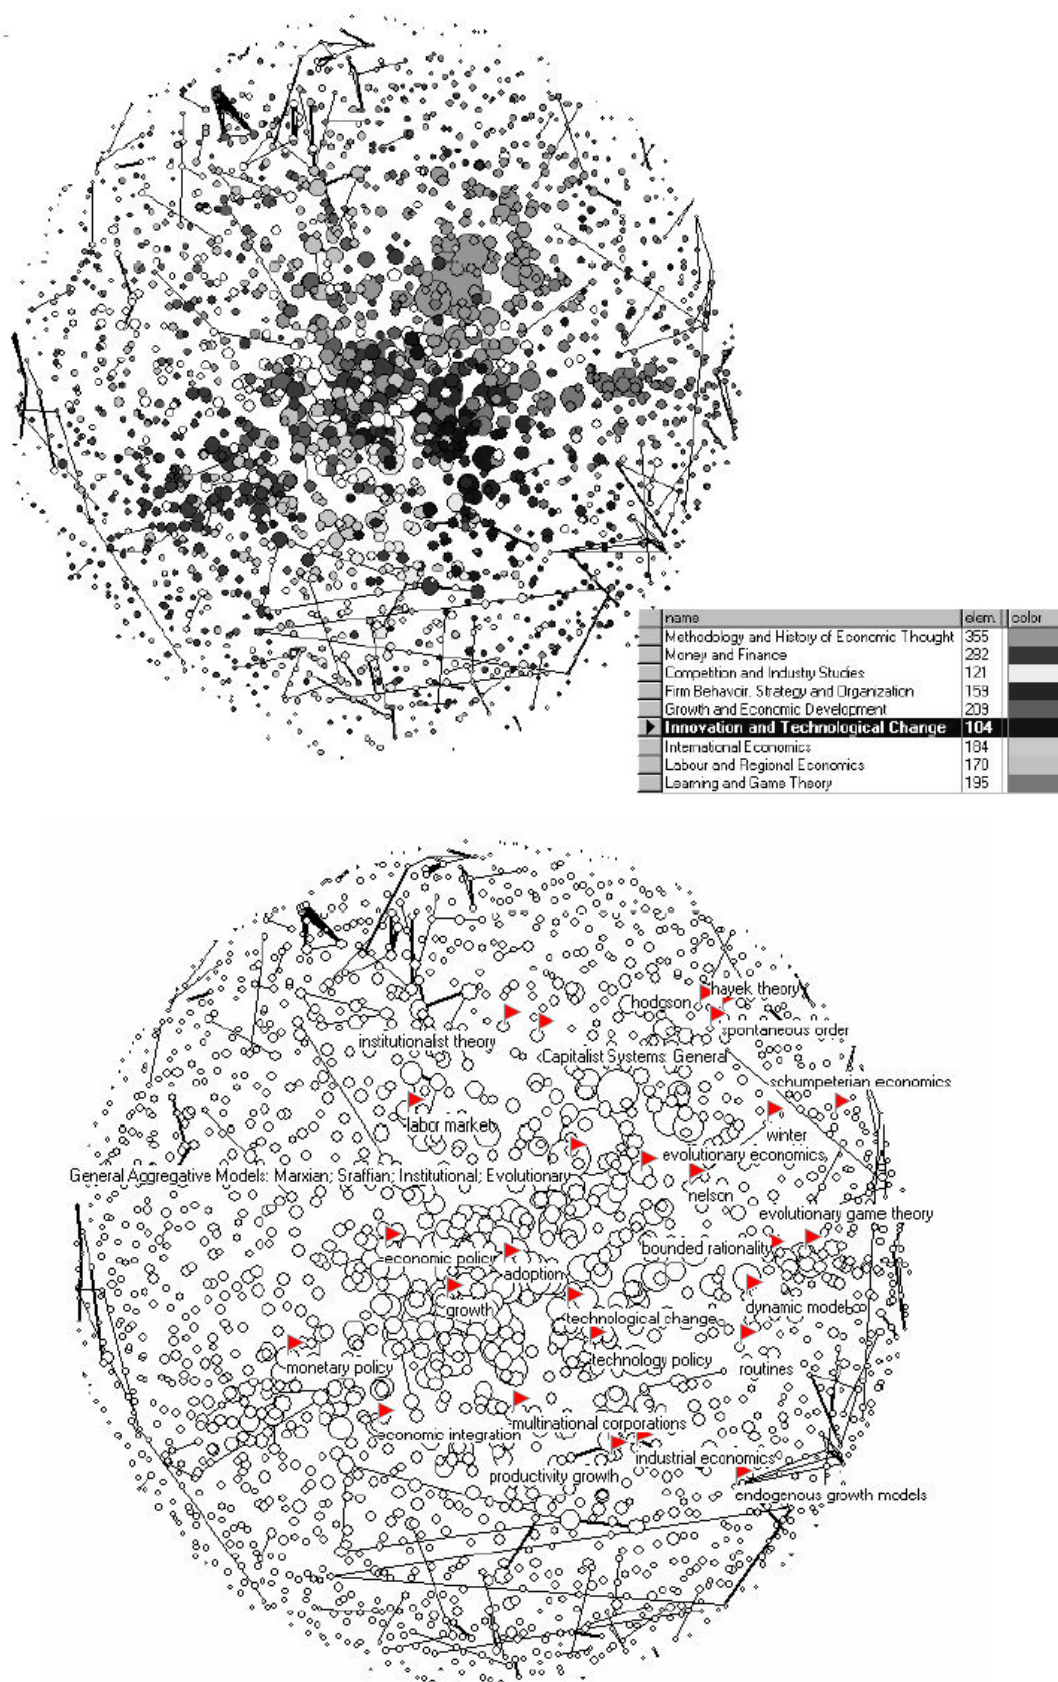 name elem. color
Methodology and History of Economic Thought 355
Money and Finance 282
Competition and Industry Studies 121
Firm Behavoir, Strategy and Organization 159
Growth and Economic Development 209
Innovation and Technological Change 104
International Economics 184
Labour and Regional Economics 170
Learning and Game Theory 195
hayek theory
hodgson
spontaneous order
institutionalist theory
Capitalist Systems: General
schumpeterian economics
labor market
winter
evolutionary economics
General Aggregative Models: Marxian; Sraffian; Institutional; Evolutionary
nelson
evolutionary game theory
bounded rationality
economic policy
adoption
growth
dynamic model
technological change
monetary policy
technology policy
routines
multinational corporations
economic integration
industrial economics
productivity growth
endogenous growth models